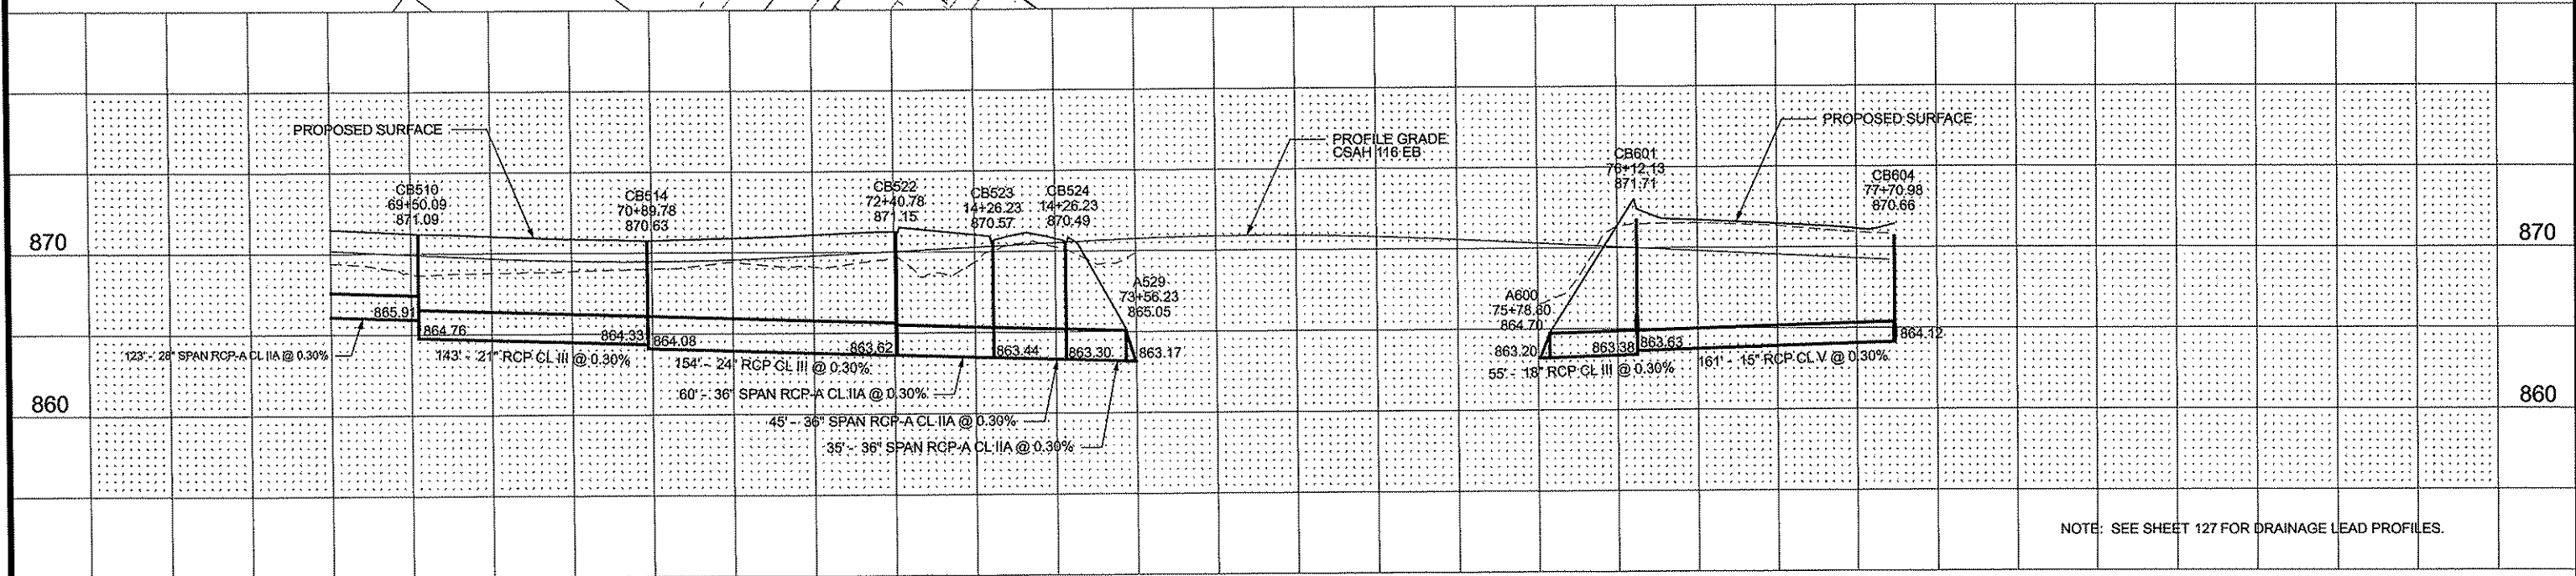 PROPOSED SURFACE
PROFILE GRADE
CSAH 116 EB
PROPOSED SURFACE
CB510
69+50.09
871.09
CB514
70+89.78
870.63
CB522
72+40.78
871.15
CB523
14+26.23
870.57
CB524
14+26.23
870.49
A529
73+56.23
865.05
CB601
76+12.13
871.71
CB604
77+70.98
870.66
A600
75+78.80
864.70
870
870
865.91
864.76
864.33
864.08
863.62
863.44
863.30
863.17
863.20
863.38
863.63
864.12
123' - 28" SPAN RCP-A CL IIA @ 0.30%
143' - 21" RCP CL III @ 0.30%
154' - 24" RCP CL III @ 0.30%
60' - 36" SPAN RCP-A CL IIA @ 0.30%
45' - 36" SPAN RCP-A CL IIA @ 0.30%
35' - 36" SPAN RCP-A CL IIA @ 0.30%
55' - 18" RCP CL III @ 0.30%
161' - 15" RCP CL V @ 0.30%
860
860
NOTE: SEE SHEET 127 FOR DRAINAGE LEAD PROFILES.